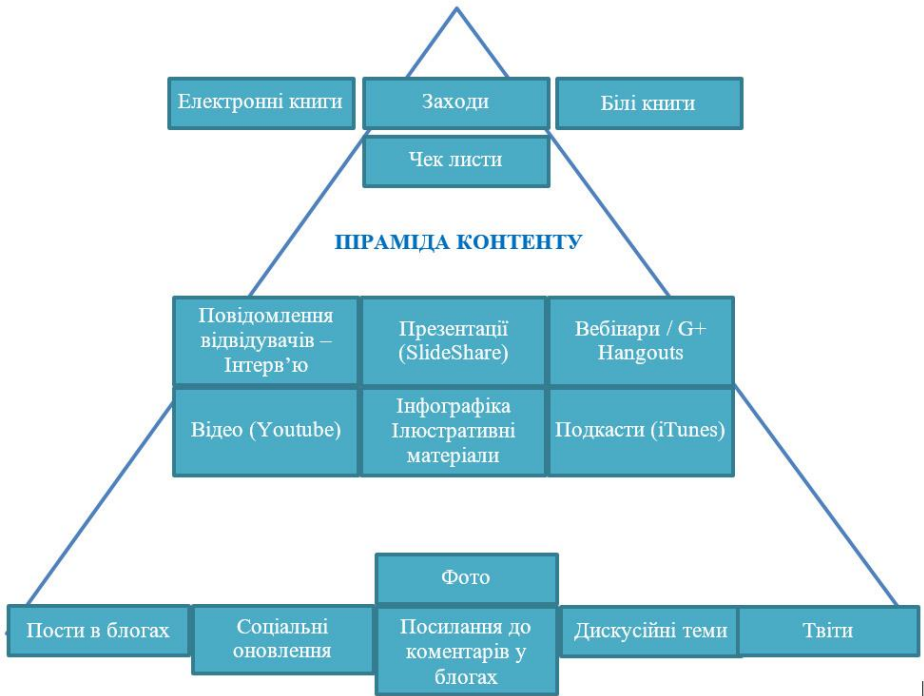 Електронні книги
Заходи
Білі книги
Чек листи
ПІРАМІДА КОНТЕНТУ
Повідомлення
відвідувачів –
Інтерв’ю
Презентації
(SlideShare)
Вебінари / G+
Hangouts
Відео (Youtube)
Інфографіка
Ілюстративні
матеріали
Подкасти (iTunes)
Фото
Пости в блогах
Соціальні
оновлення
Посилання до
коментарів у
блогах
Дискусійні теми
Твіти